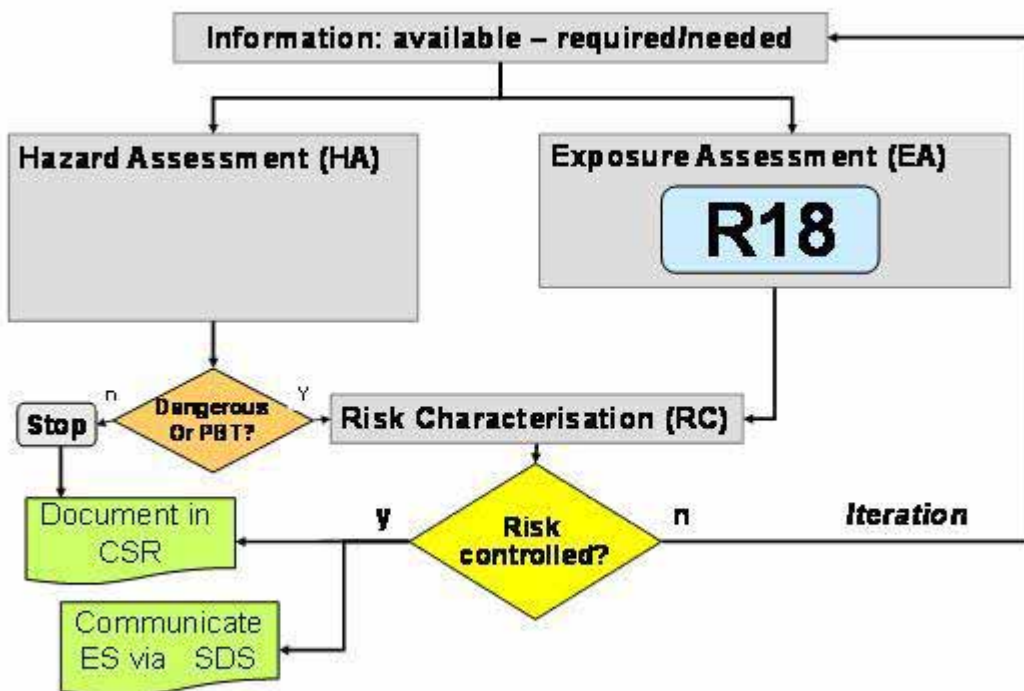 Information: available – required/needed
Hazard Assessment (HA)
Exposure Assessment (EA)
R18
n
Y
Dangerous
Or PBT?
Stop
Risk Characterisation (RC)
Document in
CSR
y
Risk
controlled?
n
Iteration
Communicate
ES via SDS